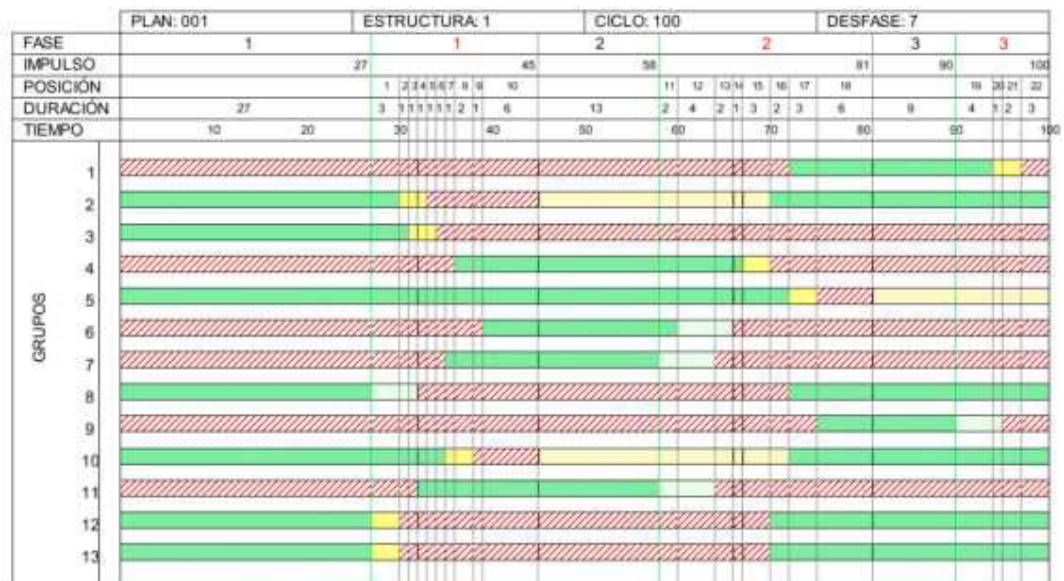 PLAN: 001 ESTRUCTURA: 1 CICLO: 100 DESFASE: 7
FASE 1 1 2 2 3 3
IMPULSO 27 45 58 81 90 100
POSICIÓN 1 2 3 4 5 6 7 8 9 10 11 12 13 14 15 16 17 18 19 20 21 22
DURACIÓN 27 3 1 1 1 1 1 1 2 1 6 13 2 4 2 1 3 2 3 6 9 4 1 2 3
TIEMPO 10 20 30 40 50 60 70 80 90 100
GRUPOS
1
2
3
4
5
6
7
8
9
10
11
12
13